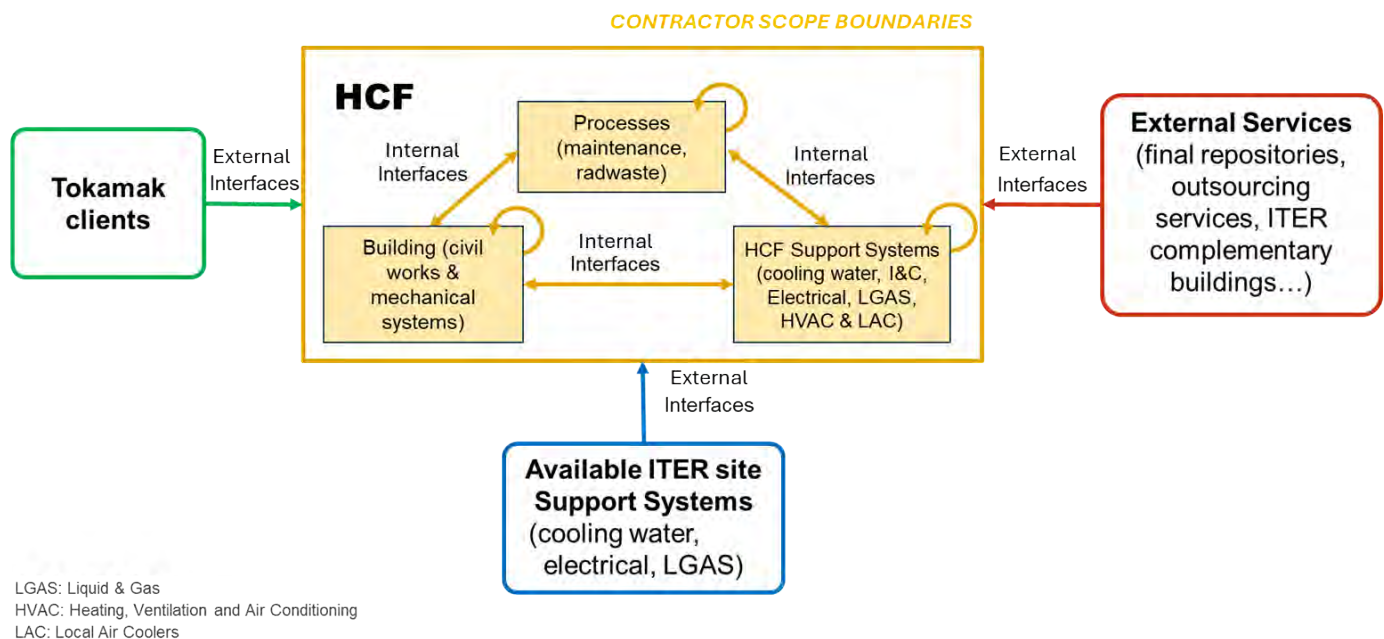 CONTRACTOR SCOPE BOUNDARIES
HCF
Processes
(maintenance,
radwaste)
Internal
Interfaces
Internal
Interfaces
Building (civil
works &
mechanical
systems)
Internal
Interfaces
HCF Support Systems
(cooling water, I&C,
Electrical, LGAS,
HVAC & LAC)
Tokamak
clients
External
Interfaces
External
Interfaces
External Services
(final repositories,
outsourcing
services, ITER
complementary
buildings…)
External
Interfaces
Available ITER site
Support Systems
(cooling water,
electrical, LGAS)
LGAS: Liquid & Gas
HVAC: Heating, Ventilation and Air Conditioning
LAC: Local Air Coolers